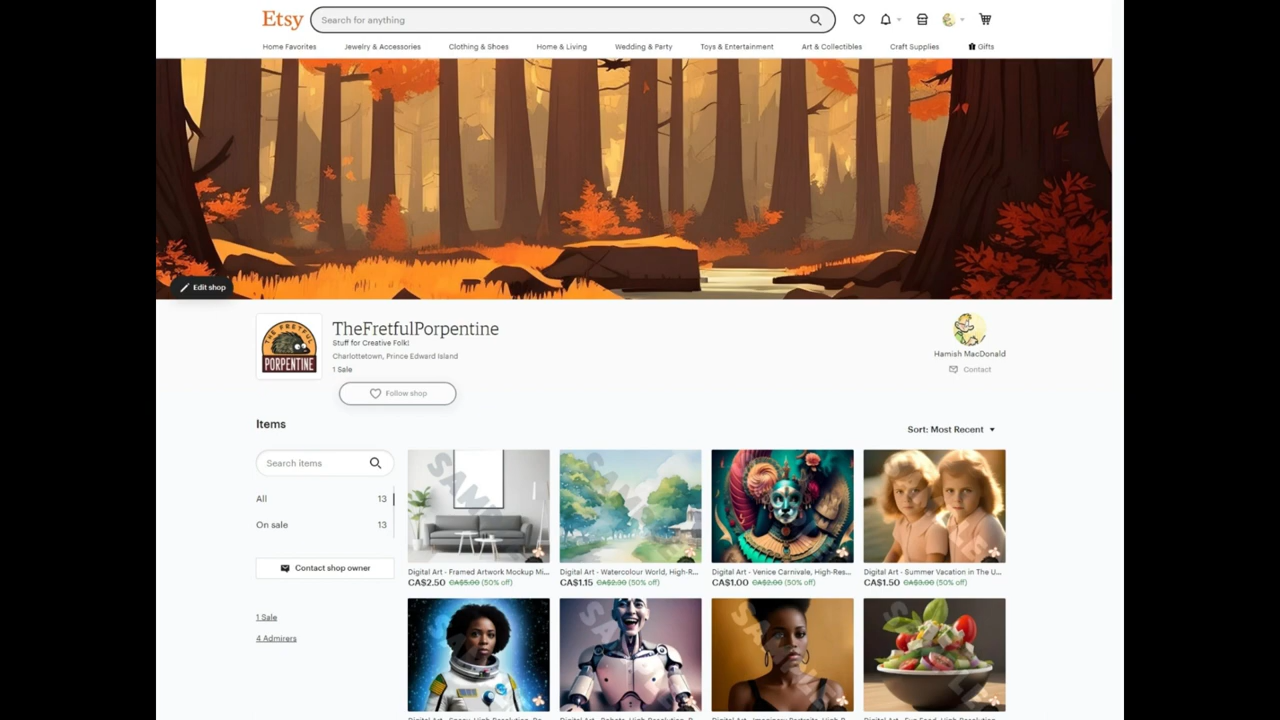 Etsy
Search for anything
Home Favorites Jewelry & Accessories Clothing & Shoes Home & Living Wedding & Party Toys & Entertainment Art & Collectibles Craft Supplies Gifts
Edit shop
THE FRETFUL
PORPENTINE
TheFretfulPorpentine
Stuff for Creative Folk!
Charlottetown, Prince Edward Island
1 Sale
Follow shop
Hamish MacDonald
Contact
Items
Sort: Most Recent
Search items
All 13
On sale 13
Contact shop owner
1 Sale
4 Admirers
Digital Art - Framed Artwork Mockup Mi...
CA$2.50 CA$5.00 (50% off)
Digital Art - Watercolour World, High-R...
CA$1.15 CA$2.30 (50% off)
Digital Art - Venice Carnivale, High-Res...
CA$1.00 CA$2.00 (50% off)
Digital Art - Summer Vacation in The U...
CA$1.50 CA$3.00 (50% off)